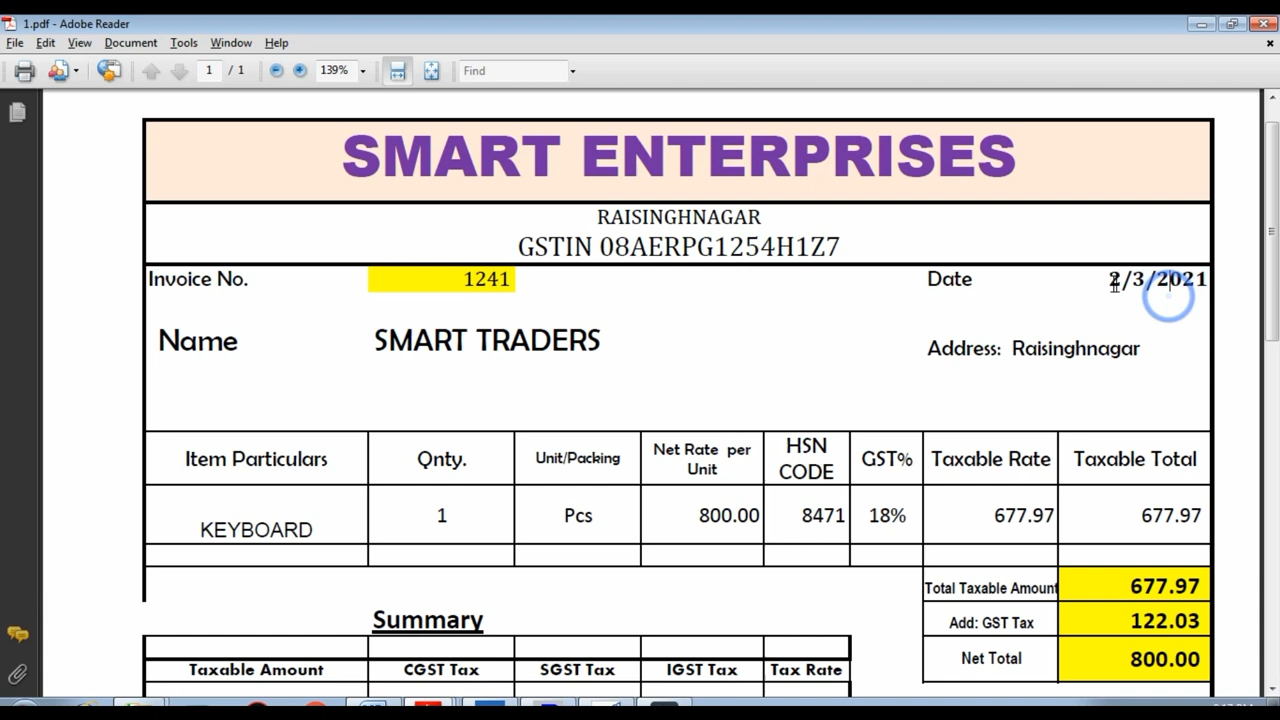 1.pdf - Adobe Reader
File Edit View Document Tools Window Help
1 / 1 139% Find
SMART ENTERPRISES
RAISINGHNAGAR
GSTIN 08AERPG1254H1Z7
Invoice No. 1241 Date 2/3/2021
Name SMART TRADERS Address: Raisinghnagar
Item Particulars Qnty. Unit/Packing Net Rate per Unit HSN CODE GST% Taxable Rate Taxable Total
KEYBOARD 1 Pcs 800.00 8471 18% 677.97 677.97
Total Taxable Amount 677.97
Summary Add: GST Tax 122.03
Net Total 800.00
Taxable Amount CGST Tax SGST Tax IGST Tax Tax Rate